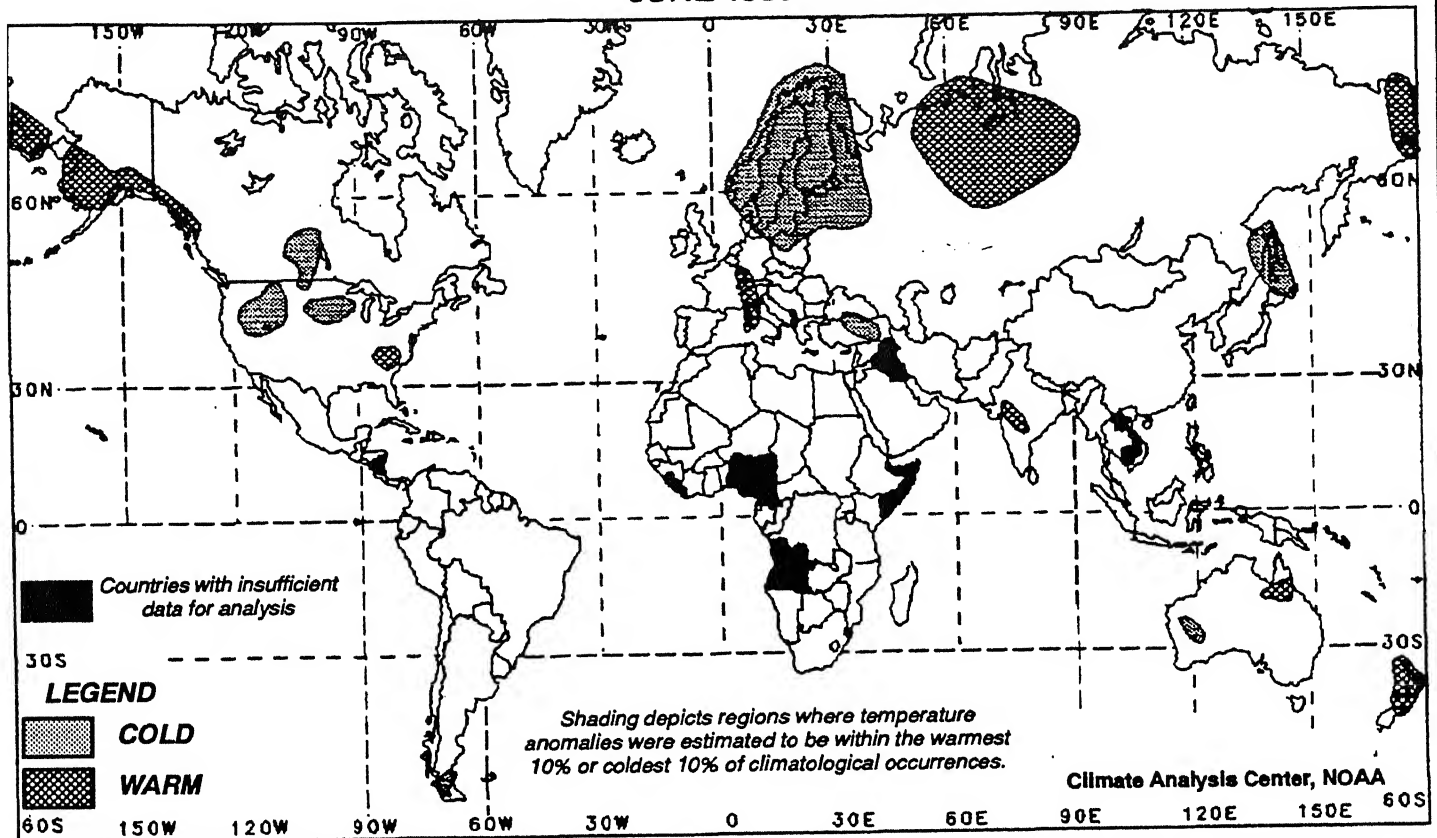 150W 120W 90W 60W 30W 0 30E 60E 90E 120E 150E
60N 60N
30N 30N
0 0
Countries with insufficient
data for analysis
30S 30S
LEGEND
COLD
WARM
Shading depicts regions where temperature
anomalies were estimated to be within the warmest
10% or coldest 10% of climatological occurrences.
Climate Analysis Center, NOAA
60S 150W 120W 90W 60W 30W 0 30E 60E 90E 120E 150E 60S